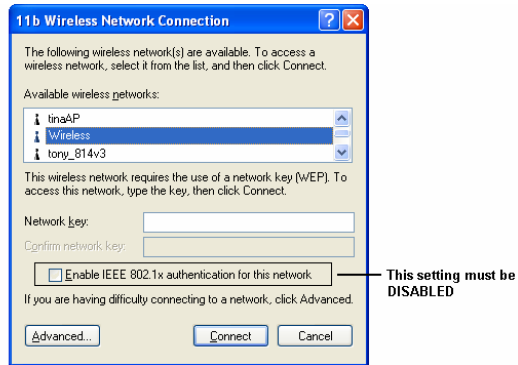 11b Wireless Network Connection
The following wireless network(s) are available. To access a
wireless network, select it from the list, and then click Connect.
Available wireless networks:
tinaAP
Wireless
tony_814v3
This wireless network requires the use of a network key (WEP). To
access this network, type the key, then click Connect.
Network key:
Confirm network key:
Enable IEEE 802.1x authentication for this network
This setting must be
DISABLED
If you are having difficulty connecting to a network, click Advanced.
Advanced...
Connect
Cancel